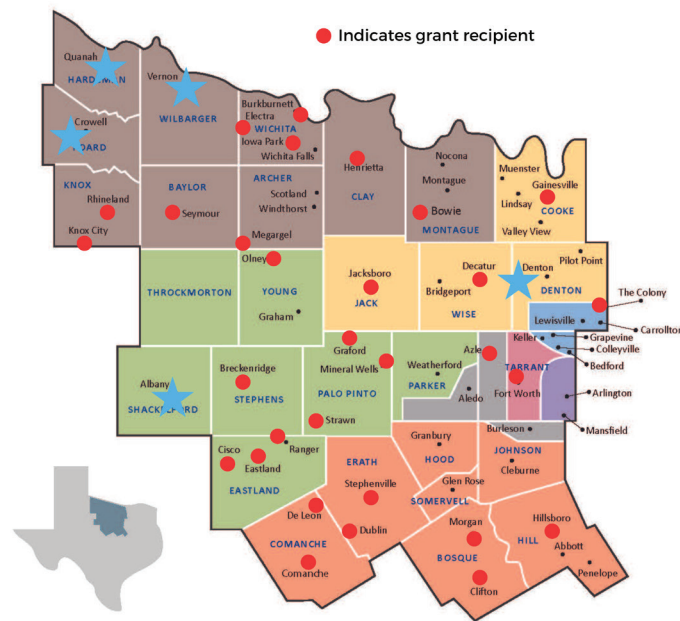 Indicates grant recipient
Quanah
HARDEMAN
Vernon
WILBARGER
Burkburnett
Electra
WICHITA
Iowa Park
Wichita Falls
Crowell
FOARD
Henrietta
CLAY
Nocona
Montague
Bowie
MONTAGUE
Muenster
Gainesville
Lindsay
COOKE
Valley View
KNOX
Rhineland
Knox City
BAYLOR
Seymour
ARCHER
Scotland
Windthorst
Megargel
Olney
THROCKMORTON
YOUNG
Graham
Jacksboro
JACK
Decatur
Bridgeport
WISE
Denton
Pilot Point
DENTON
The Colony
Lewisville
Carrollton
Keller
Grapevine
Colleyville
Bedford
Graford
Mineral Wells
PALO PINTO
Strawn
Weatherford
PARKER
Aledo
Azle
TARRANT
Fort Worth
Arlington
Mansfield
Albany
SHACKELFORD
Breckenridge
STEPHENS
Cisco
Ranger
Eastland
EASTLAND
Burleson
Granbury
HOOD
JOHNSON
Cleburne
ERATH
Stephenville
Glen Rose
SOMERVELL
De Leon
Dublin
COMANCHE
Comanche
Morgan
BOSQUE
Clifton
Hillsboro
HILL
Abbott
Penelope